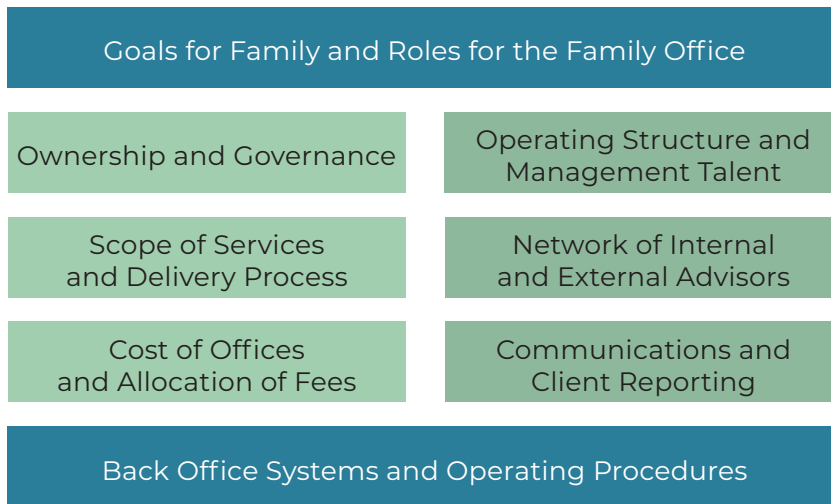 Goals for Family and Roles for the Family Office
Ownership and Governance
Operating Structure and
Management Talent
Scope of Services
and Delivery Process
Network of Internal
and External Advisors
Cost of Offices
and Allocation of Fees
Communications and
Client Reporting
Back Office Systems and Operating Procedures